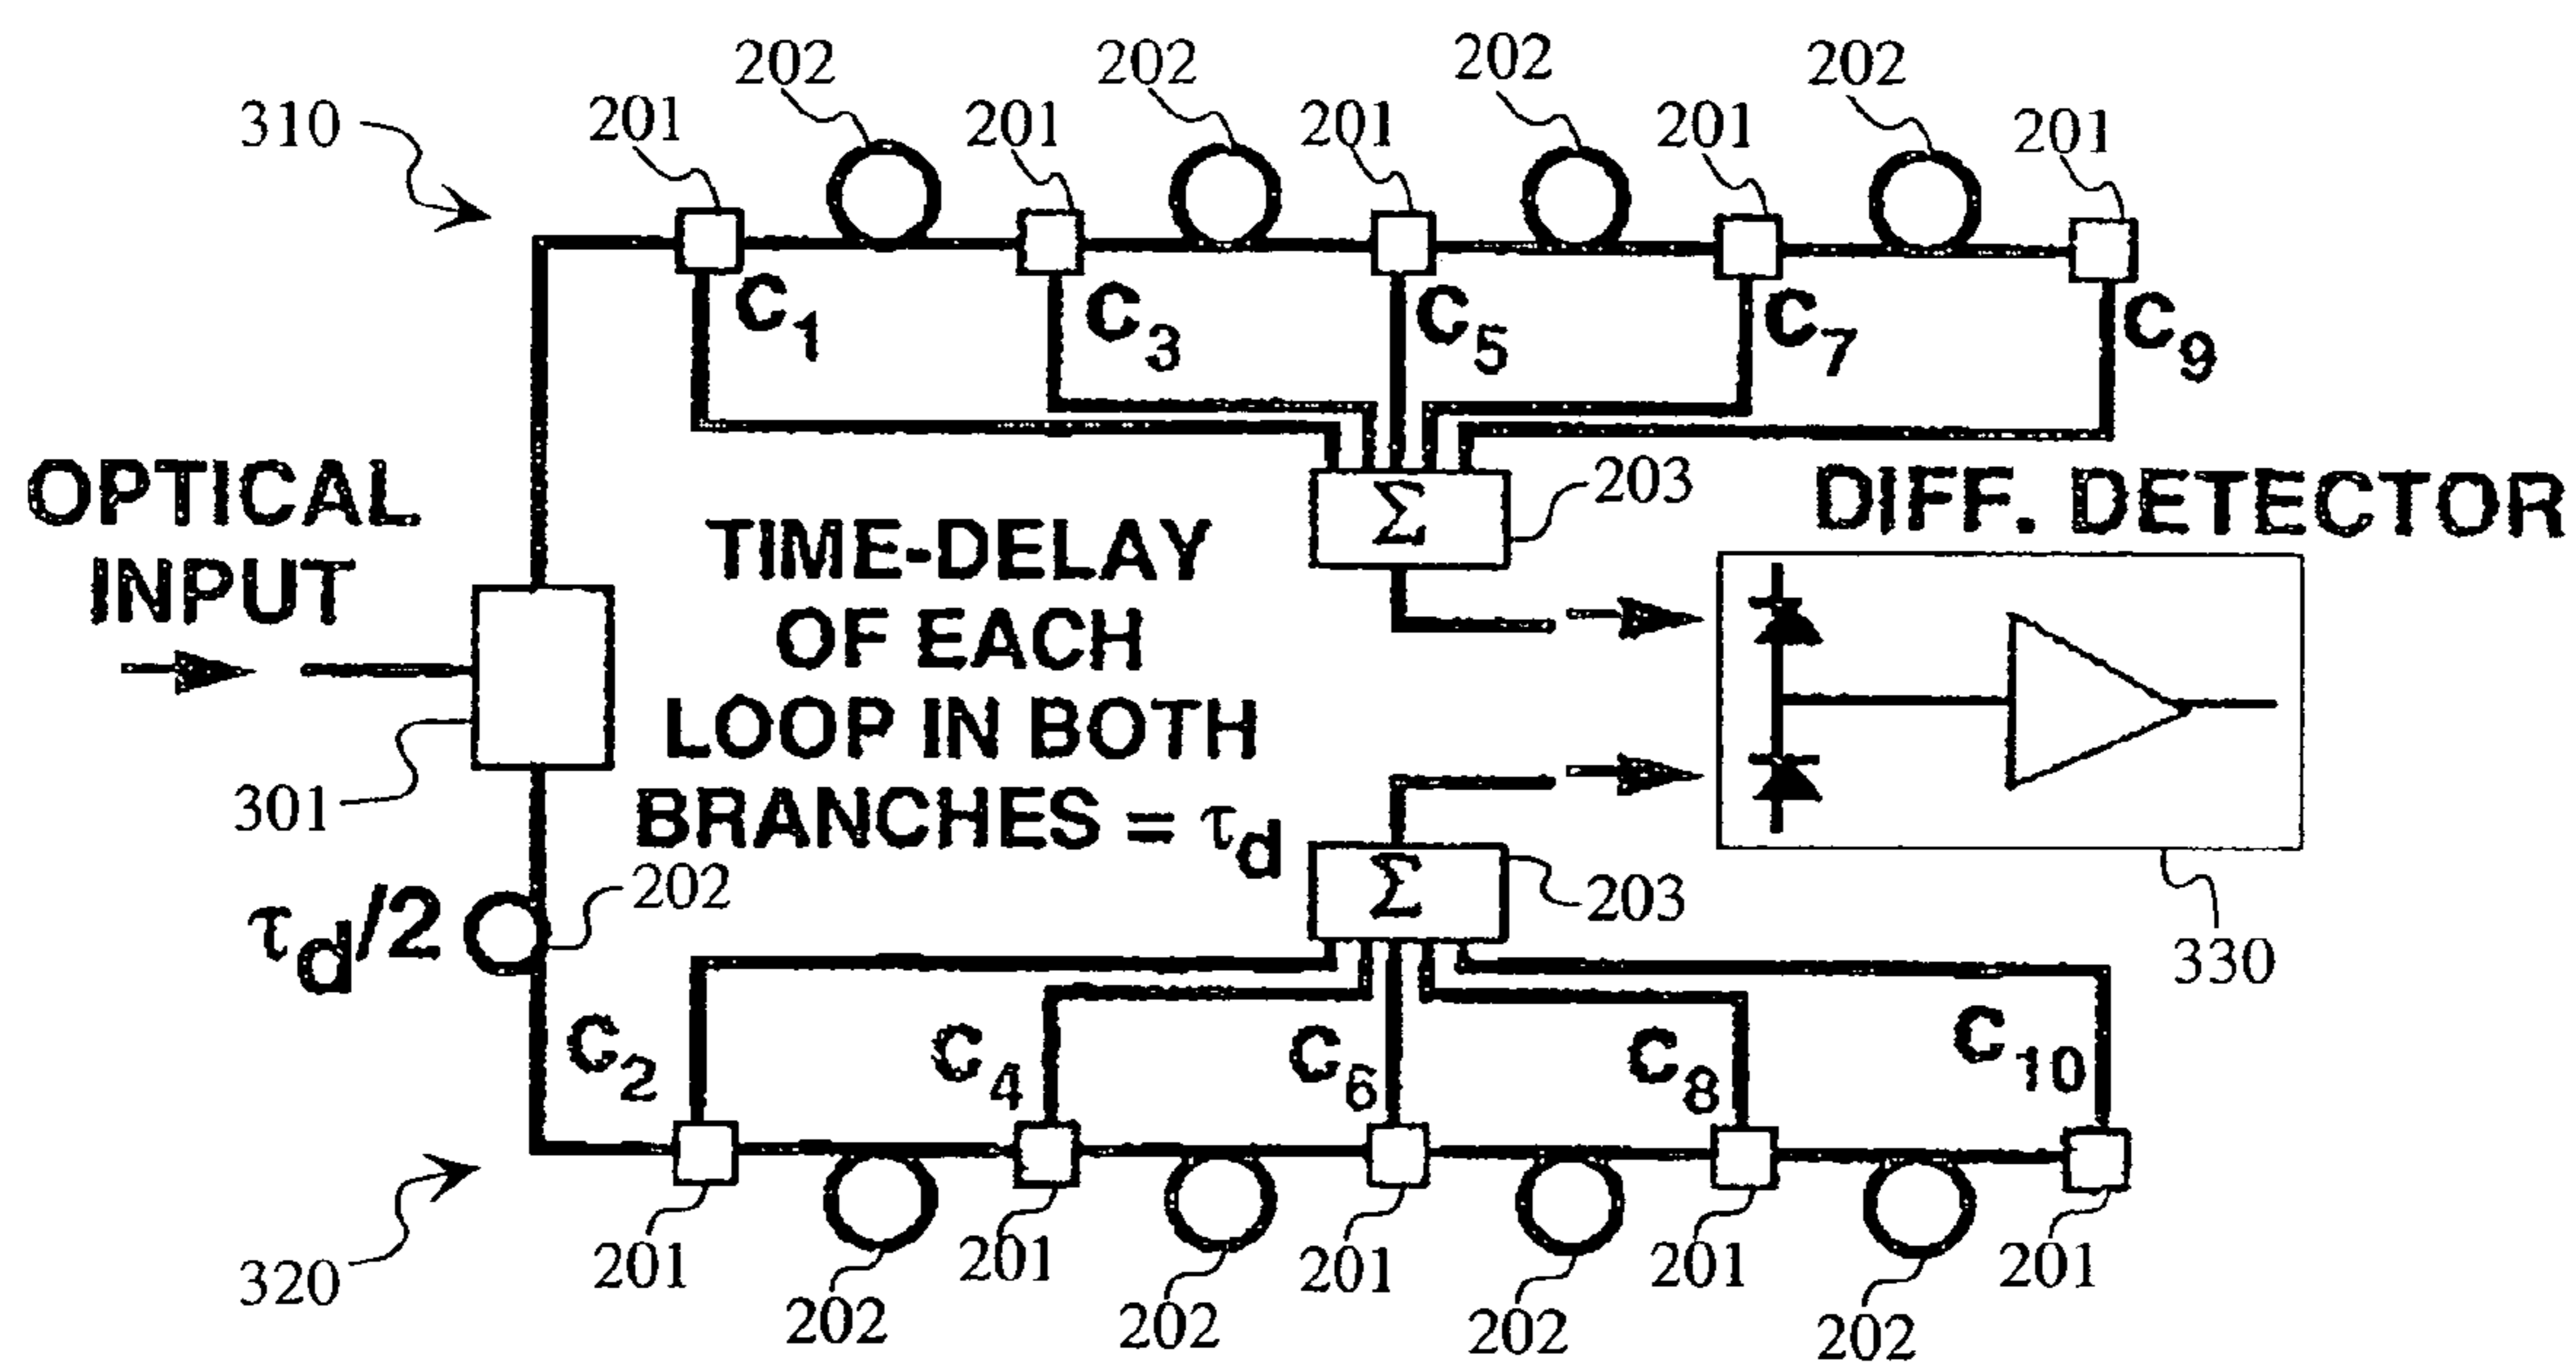 202 202 202 202
310 201 201 201 201 201
C1 C3 C5 C7 C9
OPTICAL
INPUT
TIME-DELAY
OF EACH
LOOP IN BOTH
BRANCHES = τd
Σ 203
DIFF. DETECTOR
301
τd/2 202
Σ 203
330
C2 C4 C6 C8 C10
320 201 201 201 201 201
202 202 202 202